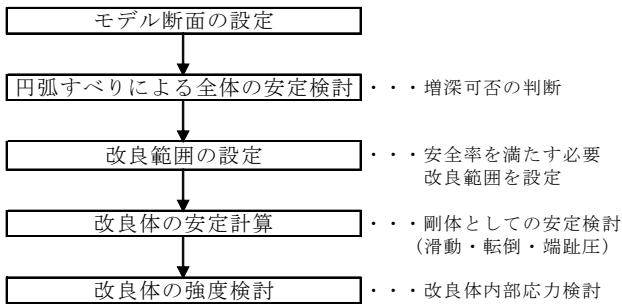 モデル断面の設定
円弧すべりによる全体の安定検討 ・・・増深可否の判断
改良範囲の設定 ・・・安全率を満たす必要
改良範囲を設定
改良体の安定計算 ・・・剛体としての安定検討
(滑動・転倒・端趾圧)
改良体の強度検討 ・・・改良体内部応力検討